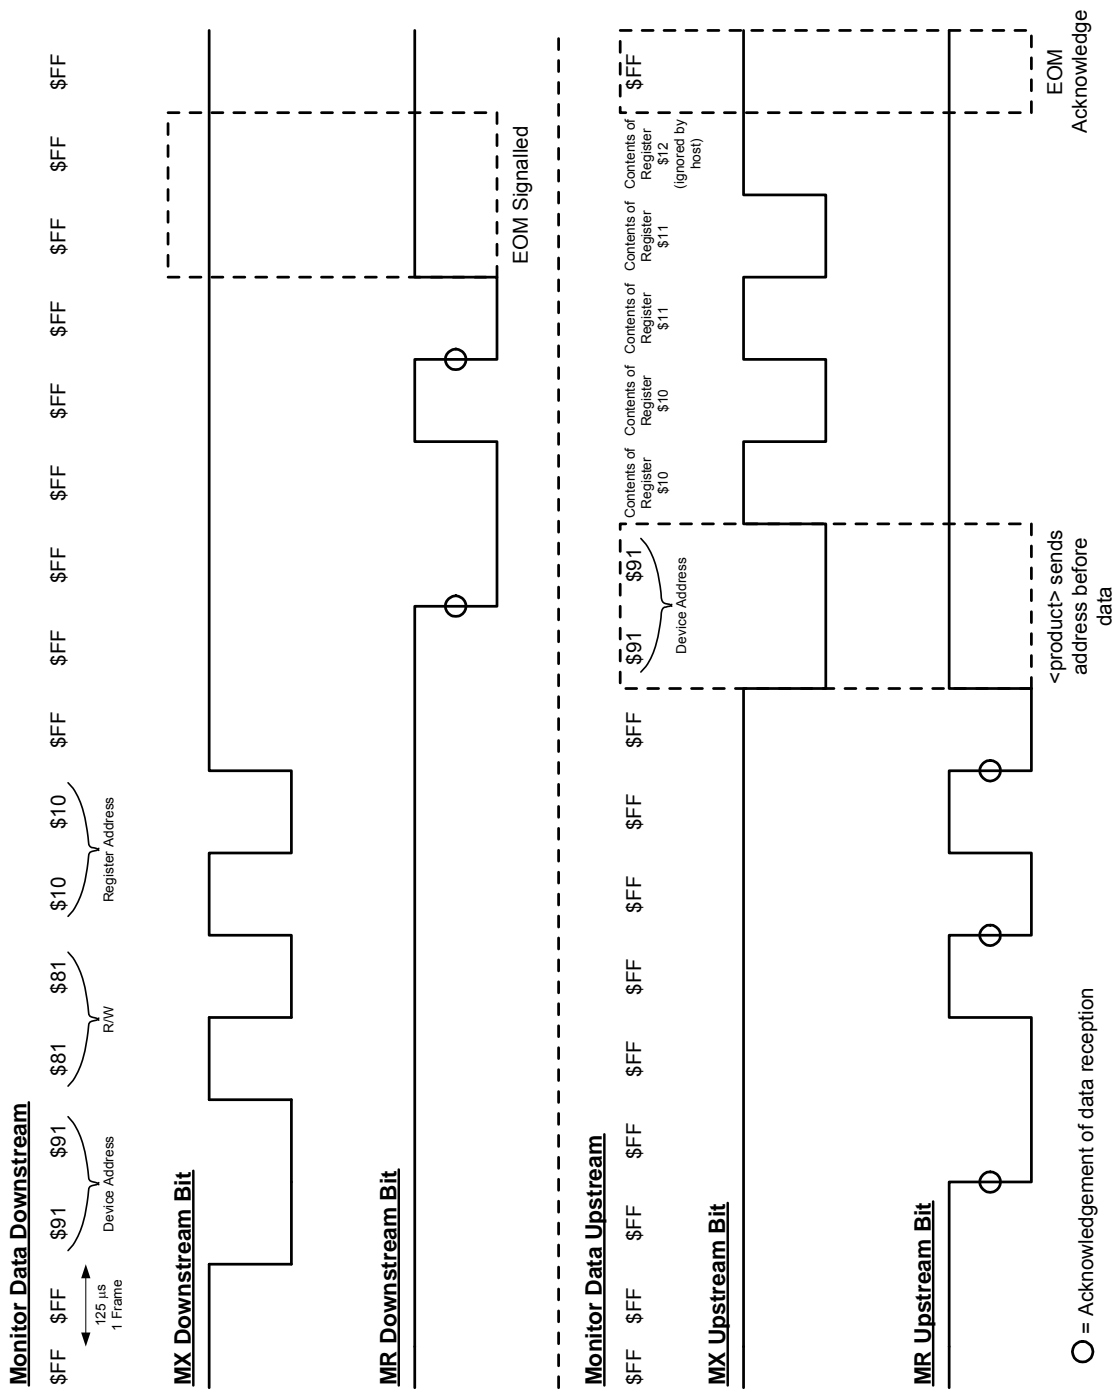 Monitor Data Downstream
$FF $FF $91 $91 $81 $81 $10 $10 $FF $FF $FF $FF $FF $FF $FF $FF $FF
125 µs
1 Frame
Device Address
R/W
Register Address
MX Downstream Bit
MR Downstream Bit
EOM Signalled
Monitor Data Upstream
$FF $FF $FF $FF $FF $FF $FF $FF $FF $91 $91
Device Address
Contents of
Register
$10
Contents of
Register
$10
Contents of
Register
$11
Contents of
Register
$11
Contents of
Register
$12
(ignored by
host)
$FF
MX Upstream Bit
MR Upstream Bit
<product> sends
address before
data
EOM
Acknowledge
= Acknowledgement of data reception